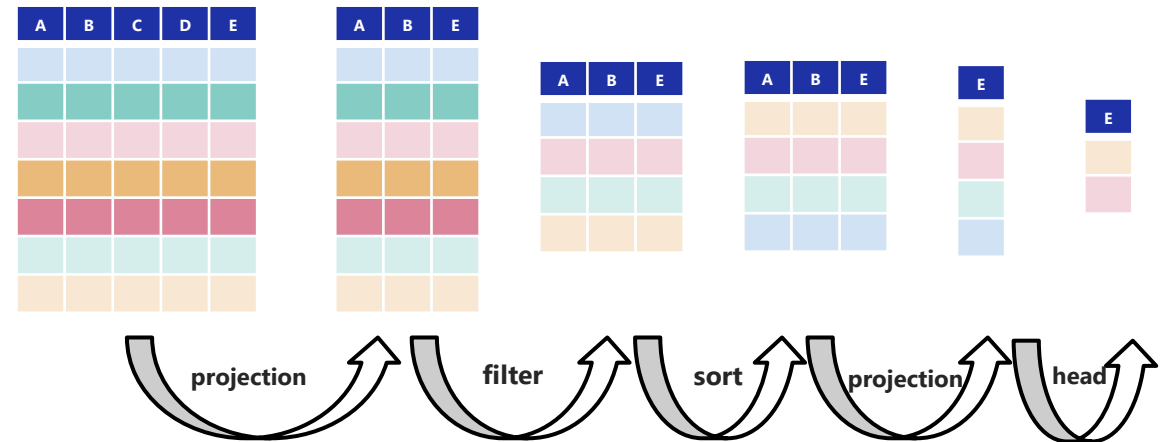 A B C D E
A B E
A B E
A B E
E
E
projection
filter
sort
projection
head